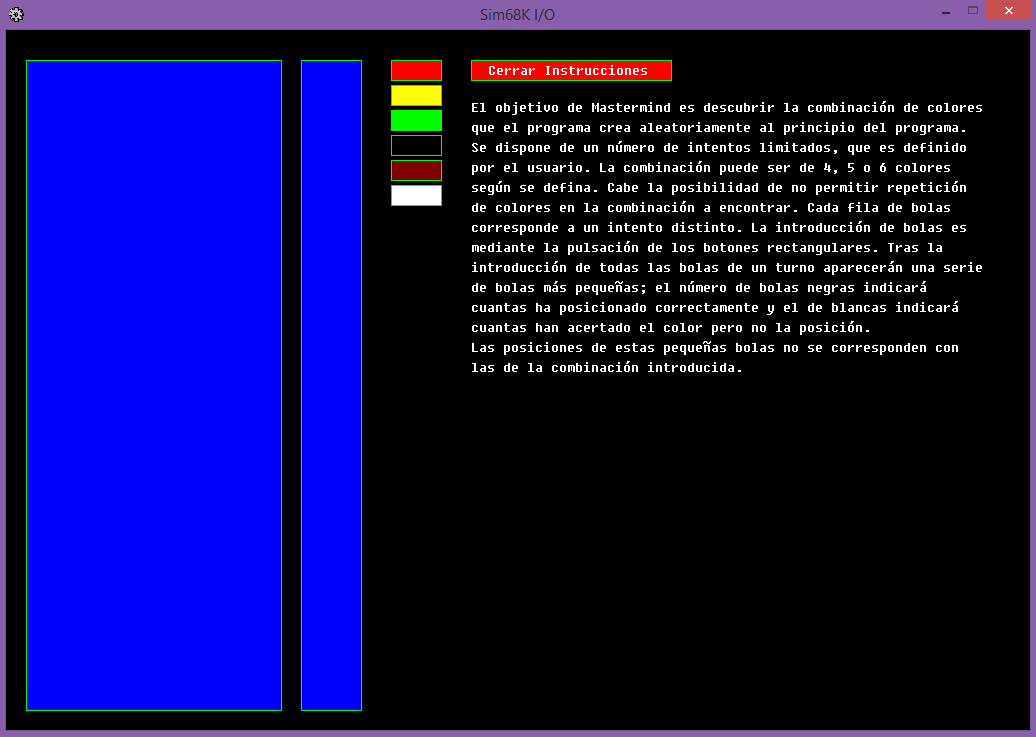 Sim68K I/O
Cerrar Instrucciones
El objetivo de Mastermind es descubrir la combinación de colores
que el programa crea aleatoriamente al principio del programa.
Se dispone de un número de intentos limitados, que es definido
por el usuario. La combinación puede ser de 4, 5 o 6 colores
según se defina. Cabe la posibilidad de no permitir repetición
de colores en la combinación a encontrar. Cada fila de bolas
corresponde a un intento distinto. La introducción de bolas es
mediante la pulsación de los botones rectangulares. Tras la
introducción de todas las bolas de un turno aparecerán una serie
de bolas más pequeñas; el número de bolas negras indicará
cuantas ha posicionado correctamente y el de blancas indicará
cuantas han acertado el color pero no la posición.
Las posiciones de estas pequeñas bolas no se corresponden con
las de la combinación introducida.